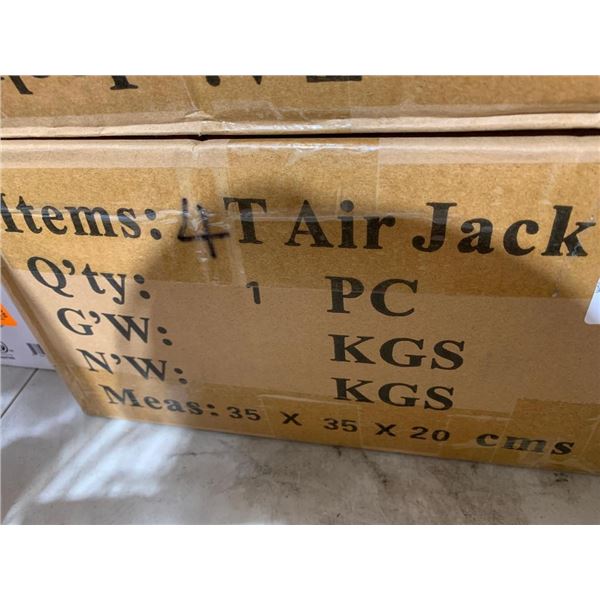 Items: 4T Air Jack
Q'ty: 1 PC
G'W: KGS
N'W: KGS
Meas: 35 X 35 X 20 cms